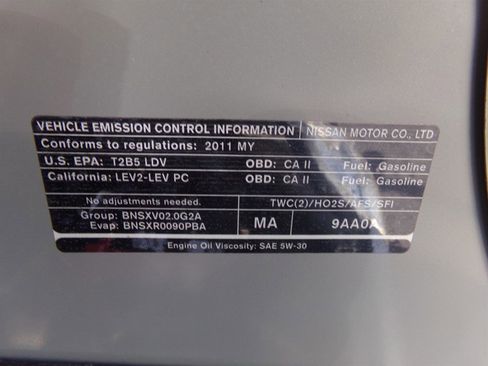 VEHICLE EMISSION CONTROL INFORMATION NISSAN MOTOR CO., LTD
Conforms to regulations: 2011 MY
U.S. EPA: T2B5 LDV OBD: CA II Fuel: Gasoline
California: LEV2-LEV PC OBD: CA II Fuel: Gasoline
No adjustments needed. TWC(2)/HO2S/AFS/SFI
Group: BNSXV02.0G2A
Evap: BNSXR0090PBA MA 9AA0A
Engine Oil Viscosity: SAE 5W-30